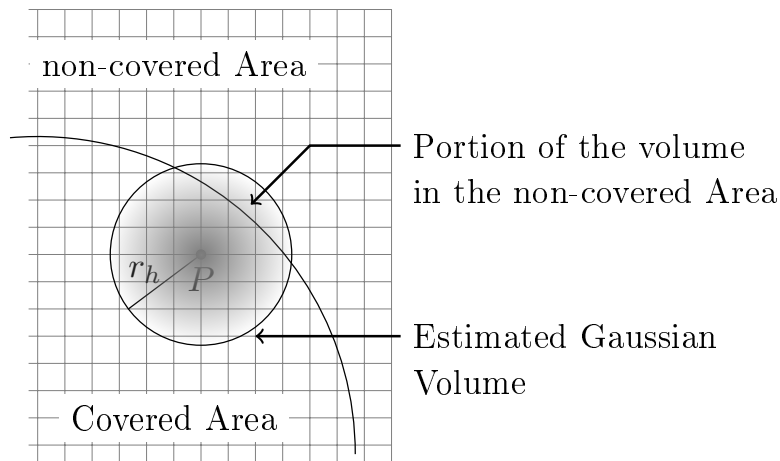 non-covered Area
Portion of the volume
in the non-covered Area
r_h
P
Estimated Gaussian
Volume
Covered Area